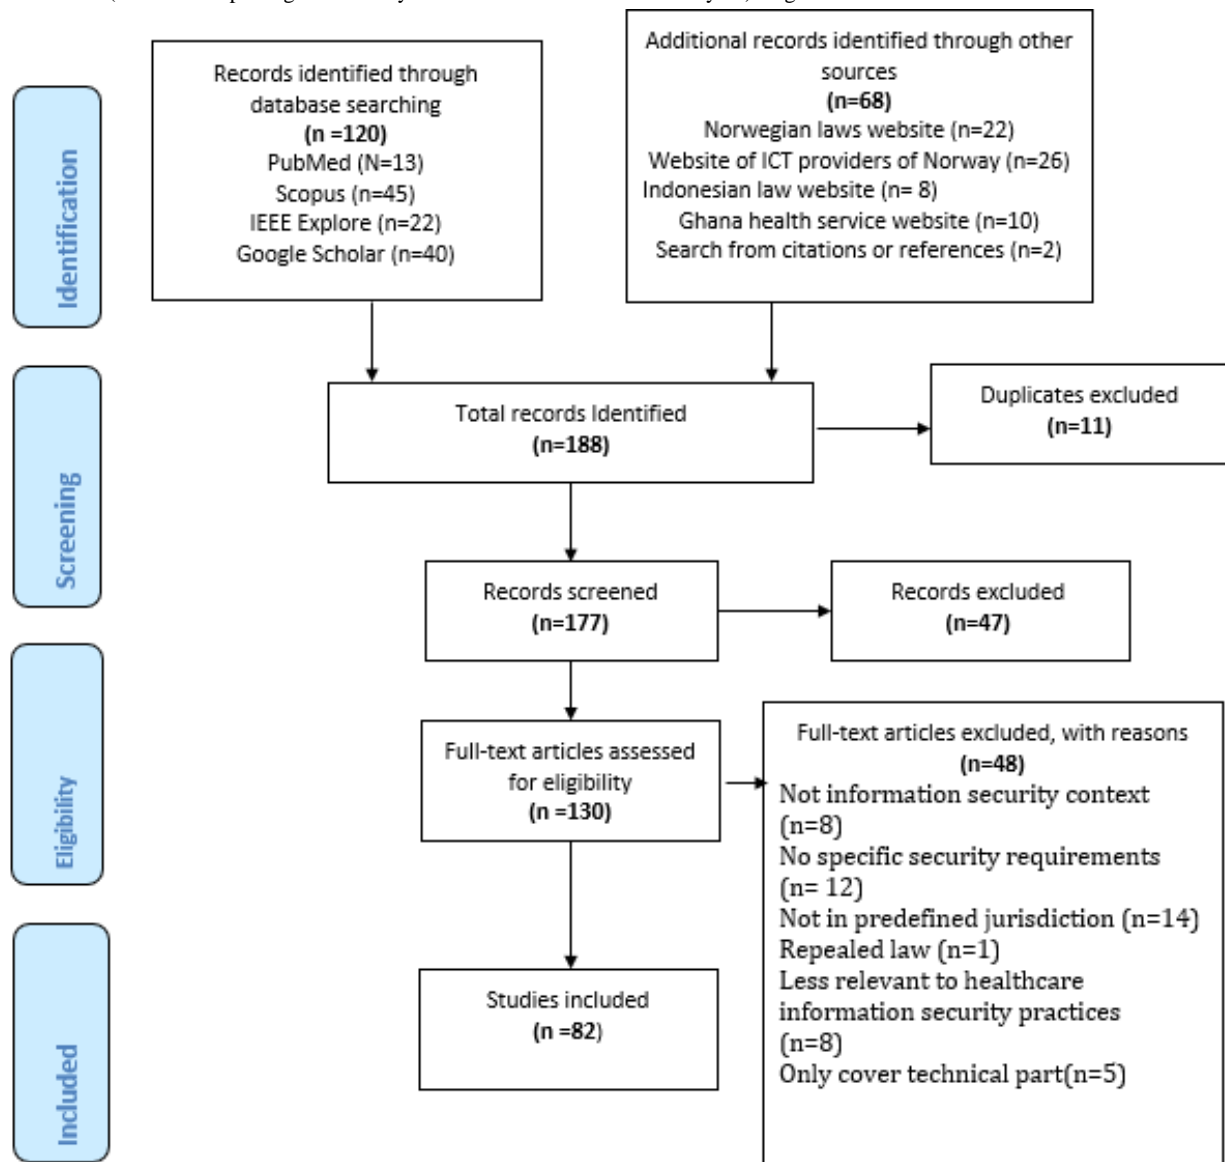 Identification
Records identified through
database searching
(n =120)
PubMed (N=13)
Scopus (n=45)
IEEE Explore (n=22)
Google Scholar (n=40)
Additional records identified through other
sources
(n=68)
Norwegian laws website (n=22)
Website of ICT providers of Norway (n=26)
Indonesian law website (n= 8)
Ghana health service website (n=10)
Search from citations or references (n=2)
Screening
Total records Identified
(n=188)
Duplicates excluded
(n=11)
Records screened
(n=177)
Records excluded
(n=47)
Eligibility
Full-text articles assessed
for eligibility
(n =130)
Full-text articles excluded, with reasons
(n=48)
Not information security context
(n=8)
No specific security requirements
(n= 12)
Not in predefined jurisdiction (n=14)
Repealed law (n=1)
Less relevant to healthcare
information security practices
(n=8)
Only cover technical part(n=5)
Included
Studies included
(n =82)